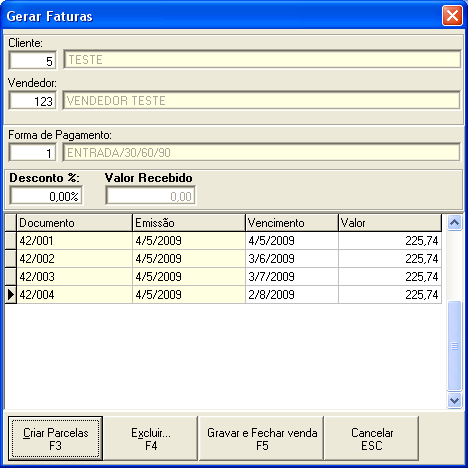 Gerar Faturas
Cliente:
5 TESTE
Vendedor:
123 VENDEDOR TESTE
Forma de Pagamento:
1 ENTRADA/30/60/90
Desconto %: Valor Recebido
0,00% 0,00
Documento Emissão Vencimento Valor
42/001 4/5/2009 4/5/2009 225,74
42/002 4/5/2009 3/6/2009 225,74
42/003 4/5/2009 3/7/2009 225,74
42/004 4/5/2009 2/8/2009 225,74
Criar Parcelas Excluir... Gravar e Fechar venda Cancelar
F3 F4 F5 ESC